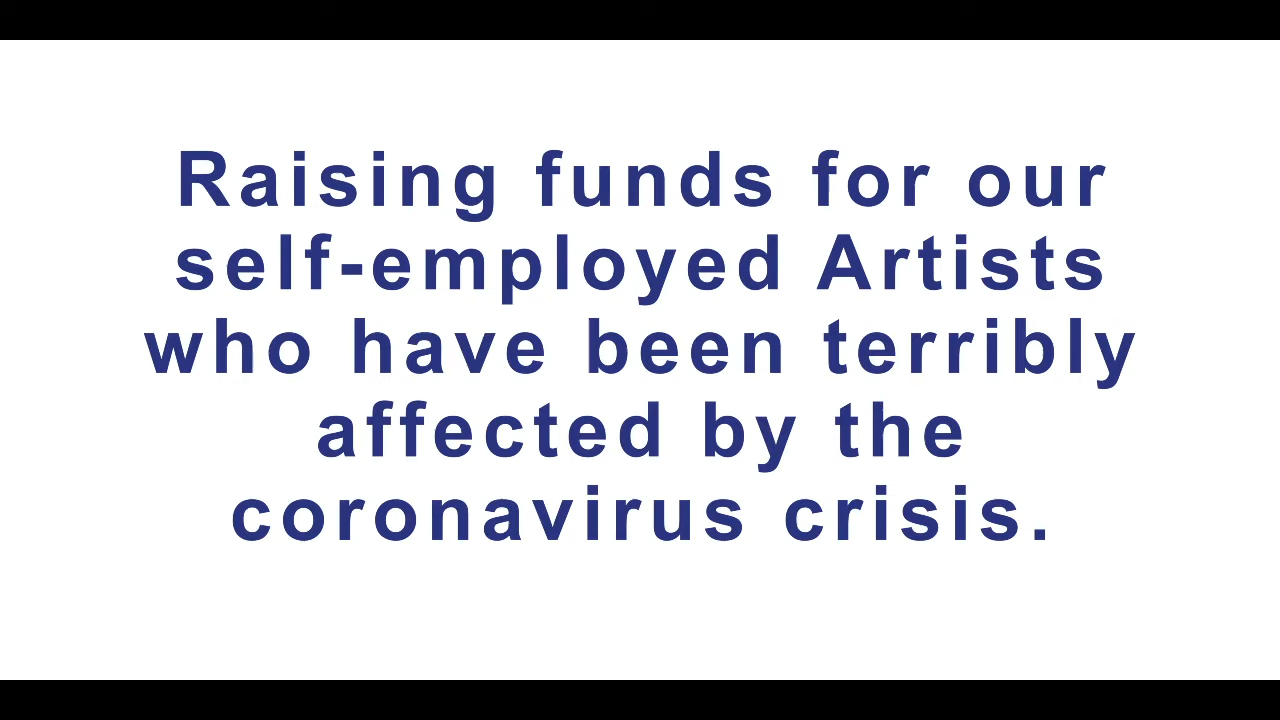 Raising funds for our
self-employed Artists
who have been terribly
affected by the
coronavirus crisis.